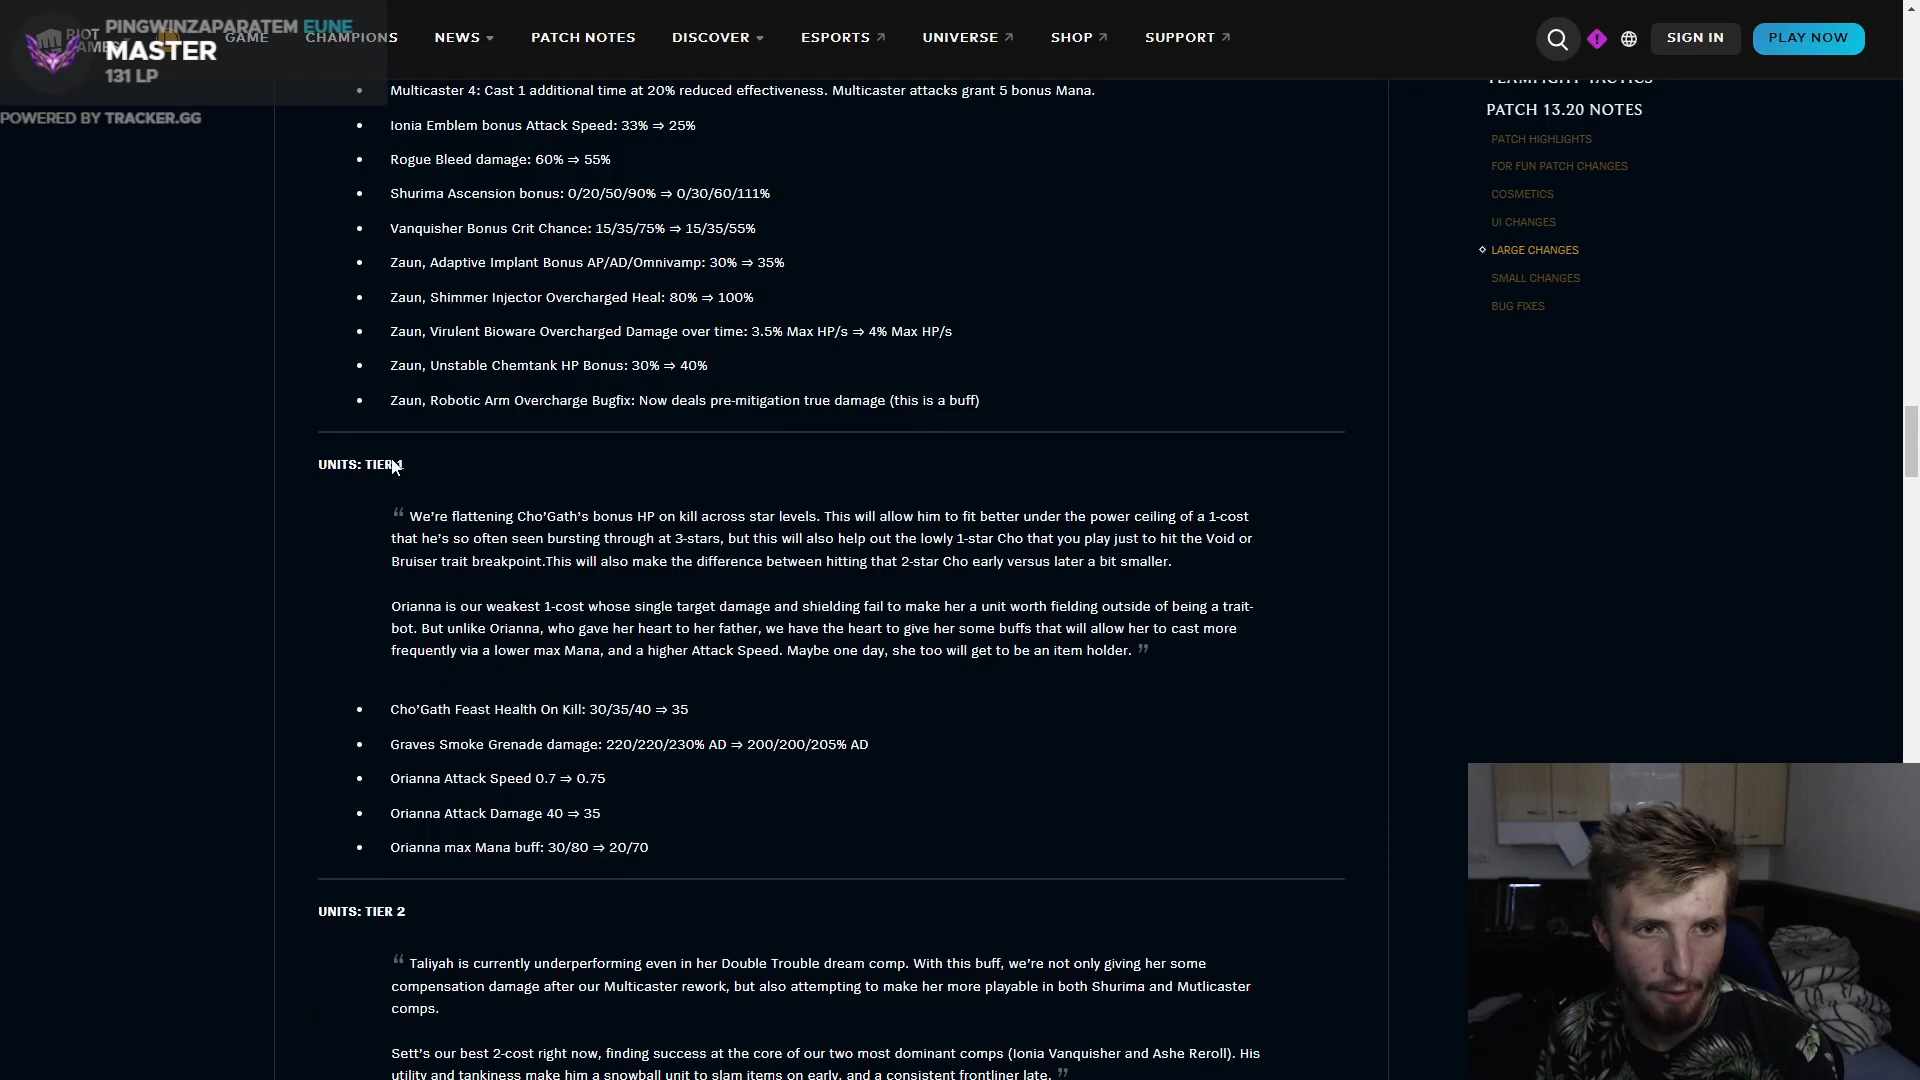 PINGWINZAPARATEM EUNE
MASTER
131 LP
POWERED BY TRACKER.GG
RIOT GAMES
GAME
CHAMPIONS
NEWS
PATCH NOTES
DISCOVER
ESPORTS
UNIVERSE
SHOP
SUPPORT
SIGN IN
PLAY NOW
• Multicaster 4: Cast 1 additional time at 20% reduced effectiveness. Multicaster attacks grant 5 bonus Mana.
• Ionia Emblem bonus Attack Speed: 33% ⇒ 25%
• Rogue Bleed damage: 60% ⇒ 55%
• Shurima Ascension bonus: 0/20/50/90% ⇒ 0/30/60/111%
• Vanquisher Bonus Crit Chance: 15/35/75% ⇒ 15/35/55%
• Zaun, Adaptive Implant Bonus AP/AD/Omnivamp: 30% ⇒ 35%
• Zaun, Shimmer Injector Overcharged Heal: 80% ⇒ 100%
• Zaun, Virulent Bioware Overcharged Damage over time: 3.5% Max HP/s ⇒ 4% Max HP/s
• Zaun, Unstable Chemtank HP Bonus: 30% ⇒ 40%
• Zaun, Robotic Arm Overcharge Bugfix: Now deals pre-mitigation true damage (this is a buff)
UNITS: TIER 1
“ We’re flattening Cho’Gath’s bonus HP on kill across star levels. This will allow him to fit better under the power ceiling of a 1-cost
that he’s so often seen bursting through at 3-stars, but this will also help out the lowly 1-star Cho that you play just to hit the Void or
Bruiser trait breakpoint.This will also make the difference between hitting that 2-star Cho early versus later a bit smaller.
Orianna is our weakest 1-cost whose single target damage and shielding fail to make her a unit worth fielding outside of being a trait-
bot. But unlike Orianna, who gave her heart to her father, we have the heart to give her some buffs that will allow her to cast more
frequently via a lower max Mana, and a higher Attack Speed. Maybe one day, she too will get to be an item holder. ”
• Cho’Gath Feast Health On Kill: 30/35/40 ⇒ 35
• Graves Smoke Grenade damage: 220/220/230% AD ⇒ 200/200/205% AD
• Orianna Attack Speed 0.7 ⇒ 0.75
• Orianna Attack Damage 40 ⇒ 35
• Orianna max Mana buff: 30/80 ⇒ 20/70
UNITS: TIER 2
“ Taliyah is currently underperforming even in her Double Trouble dream comp. With this buff, we’re not only giving her some
compensation damage after our Multicaster rework, but also attempting to make her more playable in both Shurima and Mutlicaster
comps.
Sett’s our best 2-cost right now, finding success at the core of our two most dominant comps (Ionia Vanquisher and Ashe Reroll). His
utility and tankiness make him a snowball unit to slam items on early, and a consistent frontliner late. ”
TEAMFIGHT TACTICS
PATCH 13.20 NOTES
PATCH HIGHLIGHTS
FOR FUN PATCH CHANGES
COSMETICS
UI CHANGES
LARGE CHANGES
SMALL CHANGES
BUG FIXES